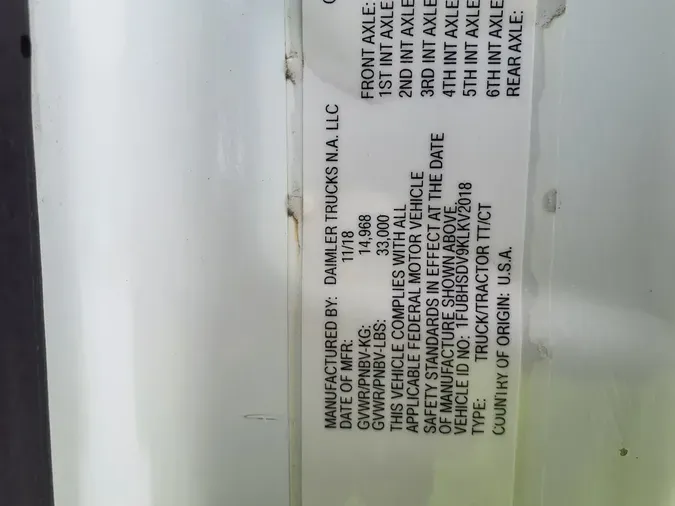 MANUFACTURED BY: DAIMLER TRUCKS N.A. LLC
DATE OF MFR: 11/18
GVWR/PNBV-KG: 14,968
GVWR/PNBV-LBS: 33,000
THIS VEHICLE COMPLIES WITH ALL
APPLICABLE FEDERAL MOTOR VEHICLE
SAFETY STANDARDS IN EFFECT AT THE DATE
OF MANUFACTURE SHOWN ABOVE.
VEHICLE ID NO: 1FUBHSDV9KLKV2018
TYPE: TRUCK/TRACTOR TT/CT
COUNTRY OF ORIGIN: U.S.A.
FRONT AXLE:
1ST INT AXLE
2ND INT AXLE
3RD INT AXLE
4TH INT AXLE
5TH INT AXLE
6TH INT AXLE
REAR AXLE: